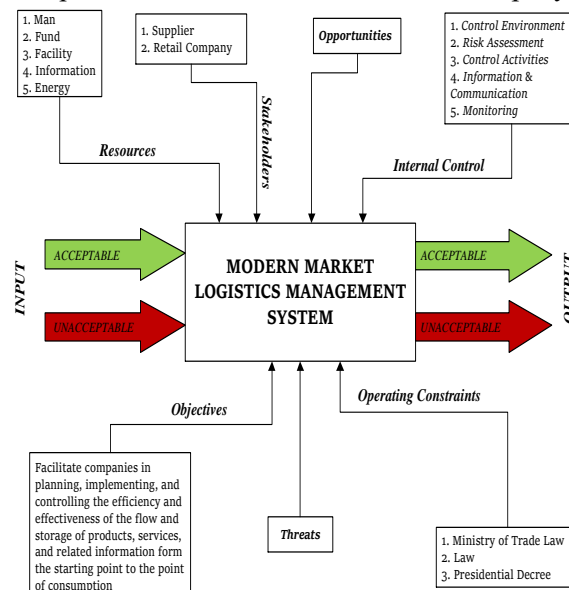 1. Man
2. Fund
3. Facility
4. Information
5. Energy
1. Supplier
2. Retail Company
Opportunities
1. Control Environment
2. Risk Assessment
3. Control Activities
4. Information &
Communication
5. Monitoring
Resources
Stakeholders
Internal Control
INPUT
ACCEPTABLE
UNACCEPTABLE
MODERN MARKET
LOGISTICS MANAGEMENT
SYSTEM
ACCEPTABLE
UNACCEPTABLE
OUTPUT
Objectives
Operating Constraints
Facilitate companies in
planning, implementing, and
controlling the efficiency and
effectiveness of the flow and
storage of products, services,
and related information form
the starting point to the point
of consumption
Threats
1. Ministry of Trade Law
2. Law
3. Presidential Decree